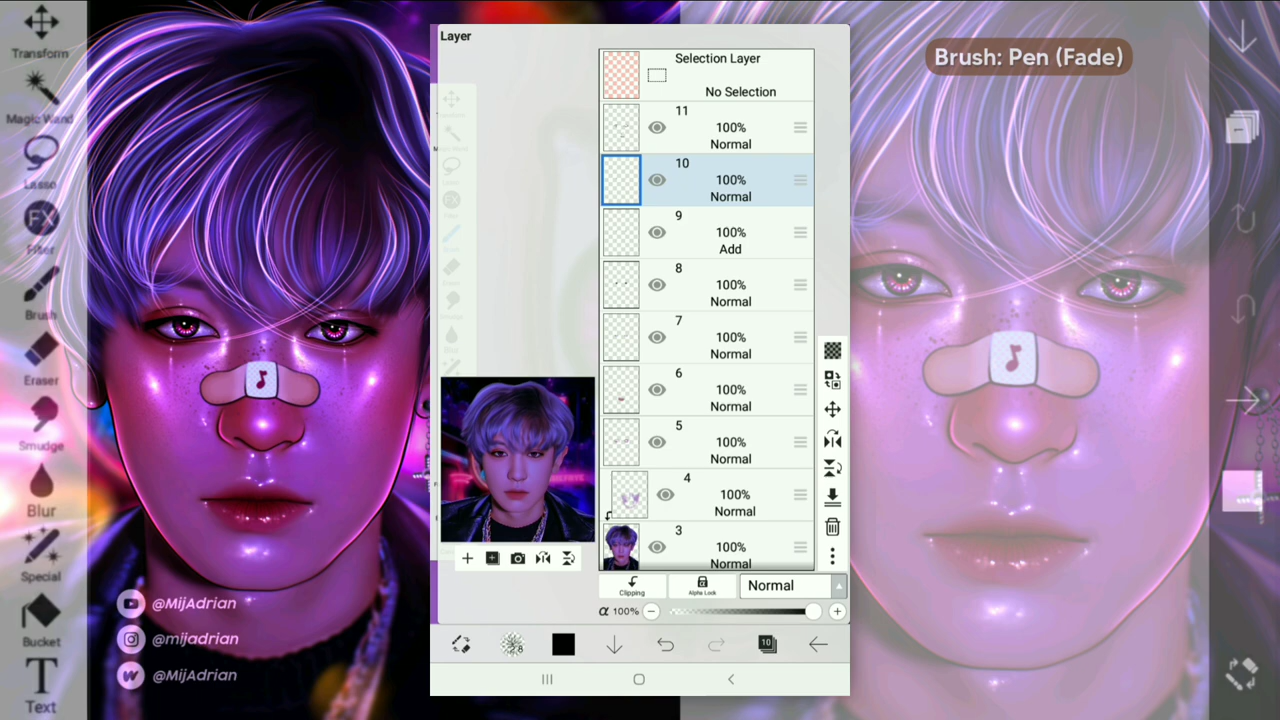 Transform
Magic Wand
Lasso
FX
Filter
Brush
Eraser
Smudge
Blur
Special
Bucket
T
Text
@MijAdrian
@mijadrian
@MijAdrian
Layer
Selection Layer
No Selection
11
100%
Normal
10
100%
Normal
9
100%
Add
8
100%
Normal
7
100%
Normal
6
100%
Normal
5
100%
Normal
4
100%
Normal
3
100%
Normal
Clipping
Alpha Lock
Normal
α 100%
10
Brush: Pen (Fade)
1